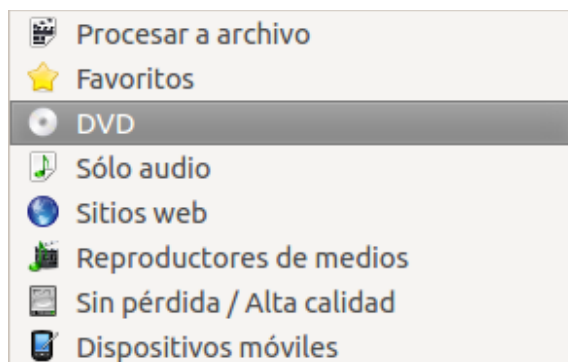 Procesar a archivo
Favoritos
DVD
Sólo audio
Sitios web
Reproductores de medios
Sin pérdida / Alta calidad
Dispositivos móviles